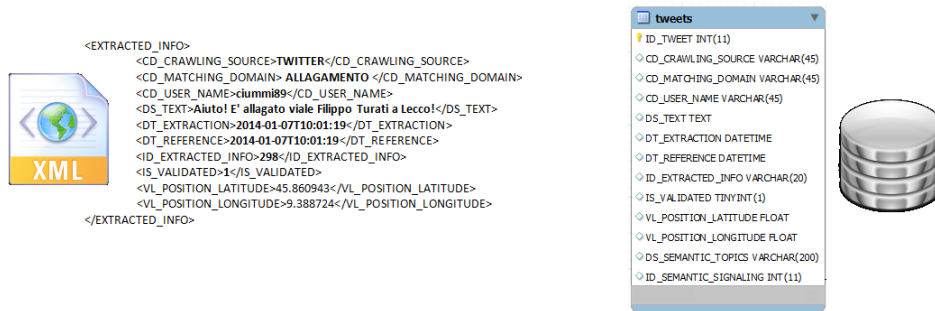 <EXTRACTED_INFO>
<CD_CRAWLING_SOURCE>TWITTER</CD_CRAWLING_SOURCE>
<CD_MATCHING_DOMAIN> ALLAGAMENTO </CD_MATCHING_DOMAIN>
<CD_USER_NAME>ciummi89</CD_USER_NAME>
<DS_TEXT>Aiuto! E' allagato viale Filippo Turati a Lecco!</DS_TEXT>
<DT_EXTRACTION>2014-01-07T10:01:19</DT_EXTRACTION>
<DT_REFERENCE>2014-01-07T10:01:19</DT_REFERENCE>
<ID_EXTRACTED_INFO>298</ID_EXTRACTED_INFO>
<IS_VALIDATED>1</IS_VALIDATED>
<VL_POSITION_LATITUDE>45.860943</VL_POSITION_LATITUDE>
<VL_POSITION_LONGITUDE>9.388724</VL_POSITION_LONGITUDE>
</EXTRACTED_INFO>
XML
tweets
ID_TWEET INT(11)
CD_CRAWLING_SOURCE VARCHAR(45)
CD_MATCHING_DOMAIN VARCHAR(45)
CD_USER_NAME VARCHAR(45)
DS_TEXT TEXT
DT_EXTRACTION DATETIME
DT_REFERENCE DATETIME
ID_EXTRACTED_INFO VARCHAR(20)
IS_VALIDATED TINYINT(1)
VL_POSITION_LATITUDE FLOAT
VL_POSITION_LONGITUDE FLOAT
DS_SEMANTIC_TOPICS VARCHAR(200)
ID_SEMANTIC_SIGNALING INT(11)